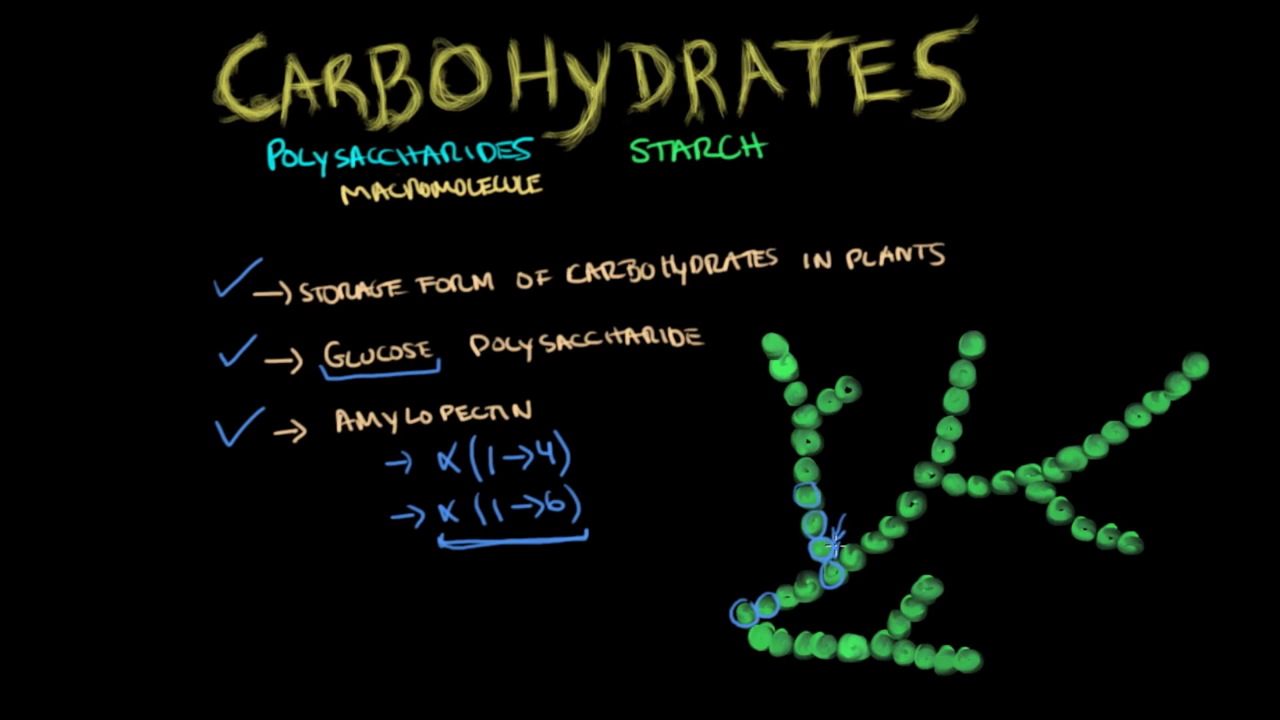 CARBOHYDRATES
POLYSACCHARIDES STARCH
MACROMOLECULE
→ STORAGE FORM OF CARBOHYDRATES IN PLANTS
→ GLUCOSE POLYSACCHARIDE
→ AMYLOPECTIN
→ α (1→4)
→ α (1→6)